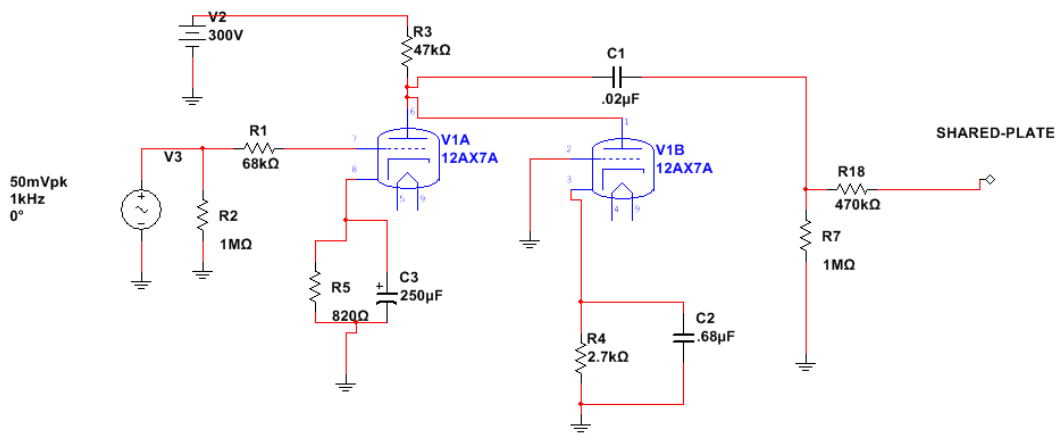 V2
300V
R3
47kΩ
C1
.02µF
6
V1A
12AX7A
7
8
5
9
1
V1B
12AX7A
2
3
4
9
SHARED-PLATE
R1
68kΩ
V3
50mVpk
1kHz
0°
R2
1MΩ
R18
470kΩ
R7
1MΩ
R5
820Ω
C3
250µF
+
R4
2.7kΩ
C2
.68µF